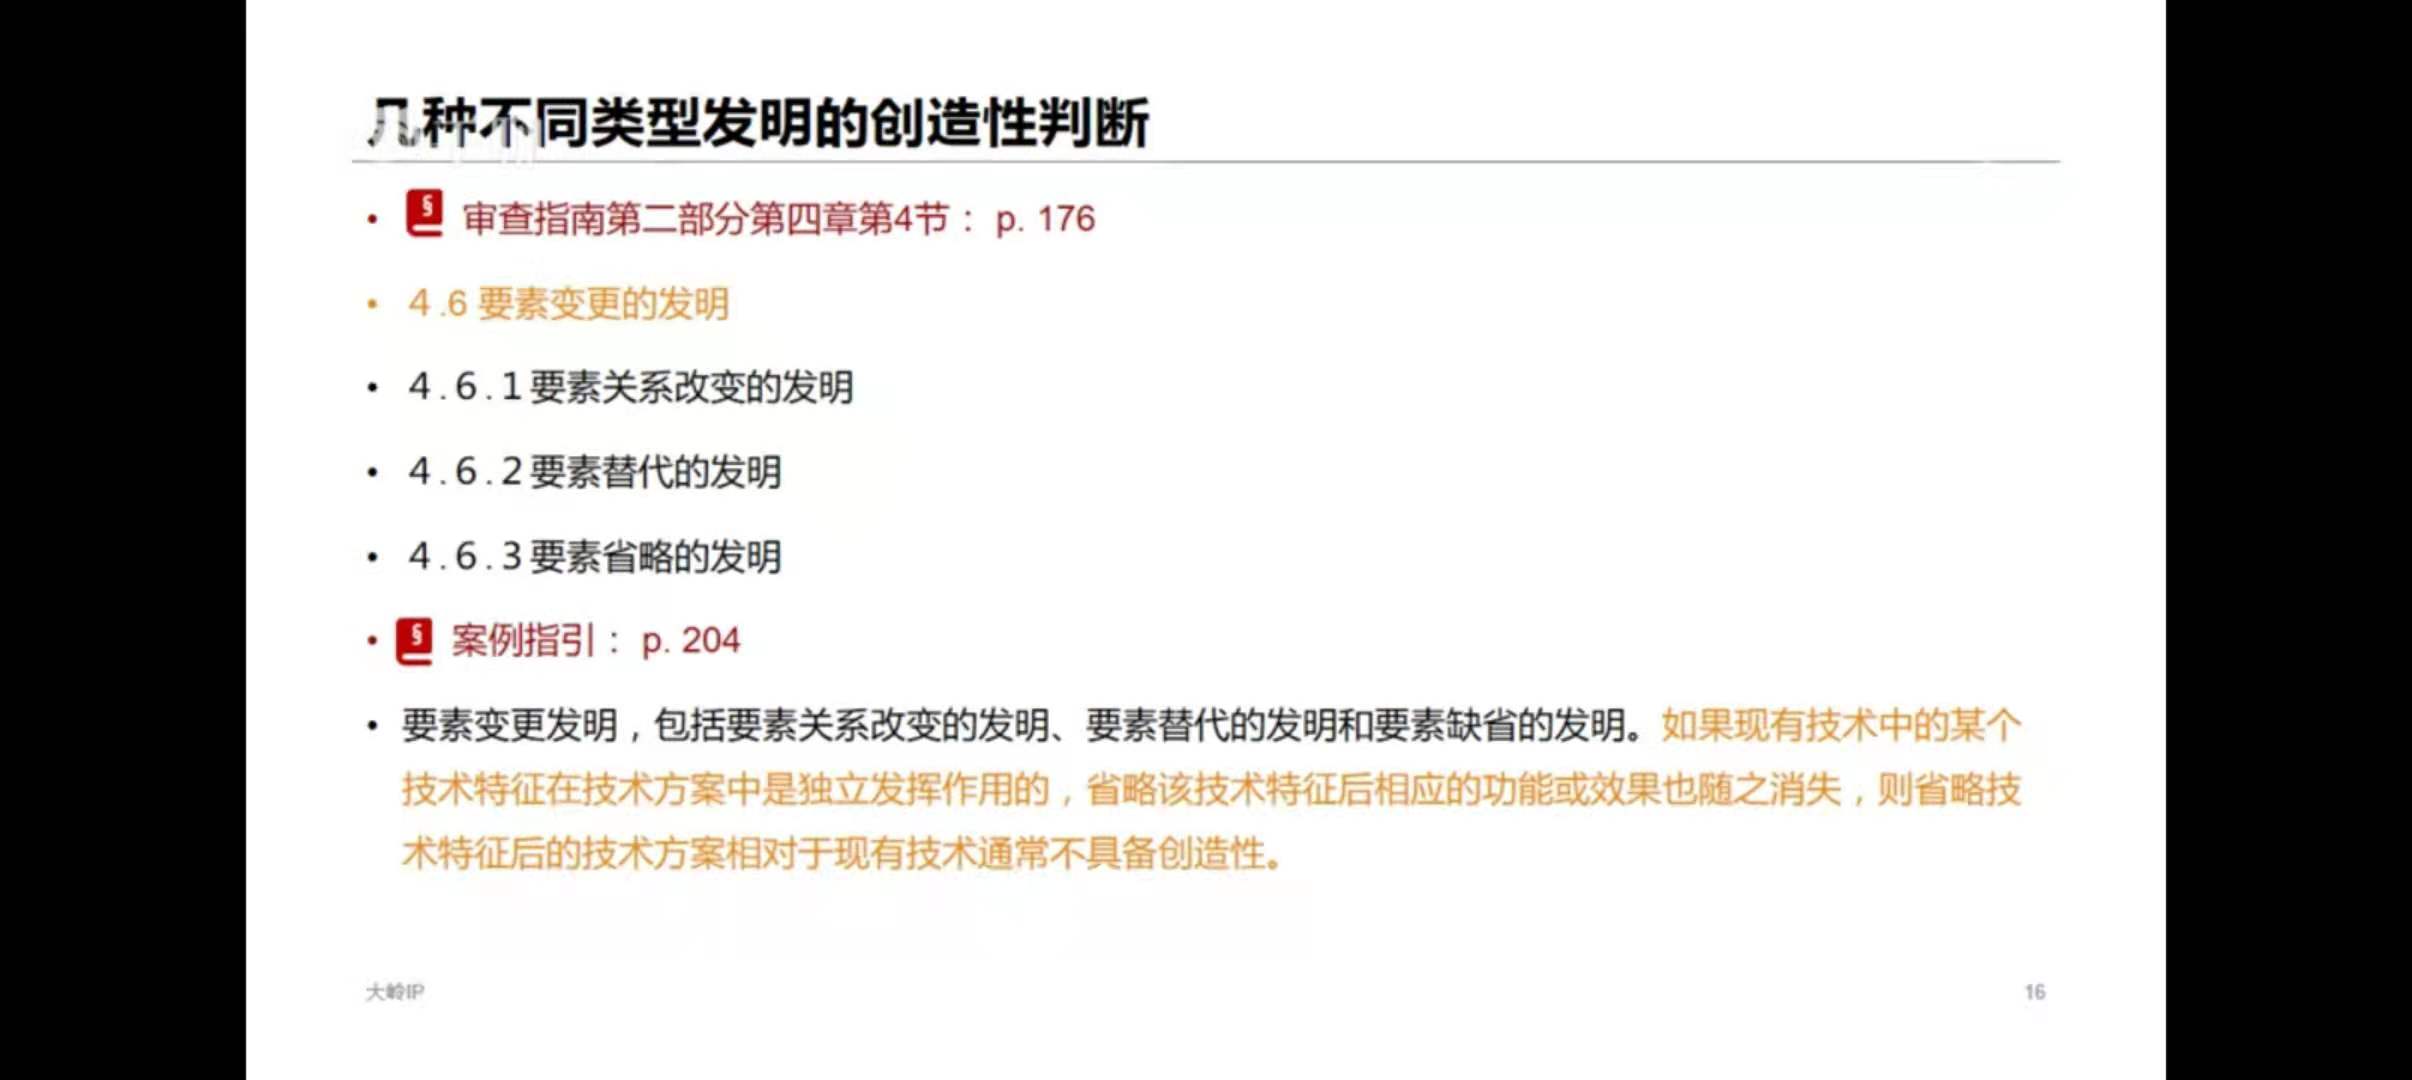 几种不同类型发明的创造性判断
• § 审查指南第二部分第四章第4节： p. 176
• 4.6 要素变更的发明
• 4.6.1要素关系改变的发明
• 4.6.2要素替代的发明
• 4.6.3要素省略的发明
• § 案例指引： p. 204
• 要素变更发明，包括要素关系改变的发明、要素替代的发明和要素缺省的发明。如果现有技术中的某个
技术特征在技术方案中是独立发挥作用的，省略该技术特征后相应的功能或效果也随之消失，则省略技
术特征后的技术方案相对于现有技术通常不具备创造性。
大岭IP
16